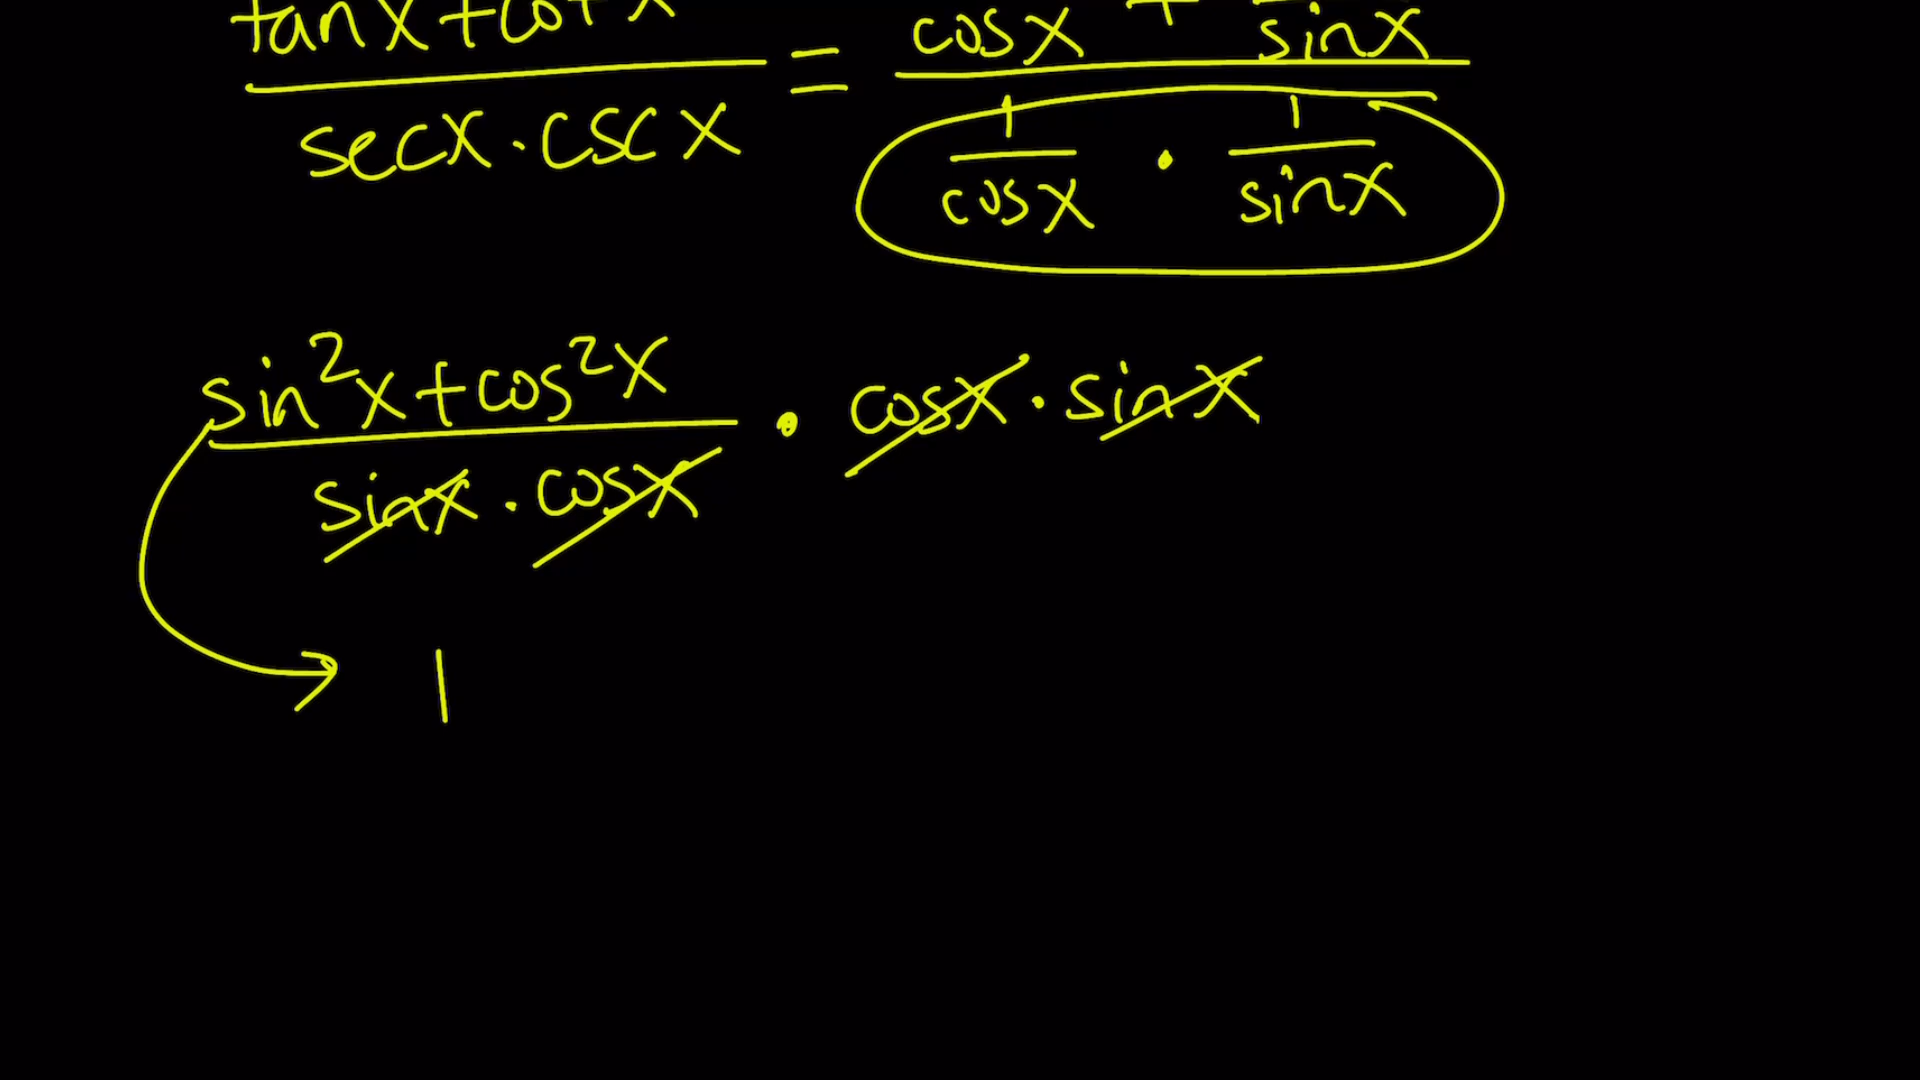 tanx + cotx = cosx + sinx
secx · cscx
1 · 1
cosx sinx
sin²x + cos²x · cosx · sinx
sinx · cosx
1